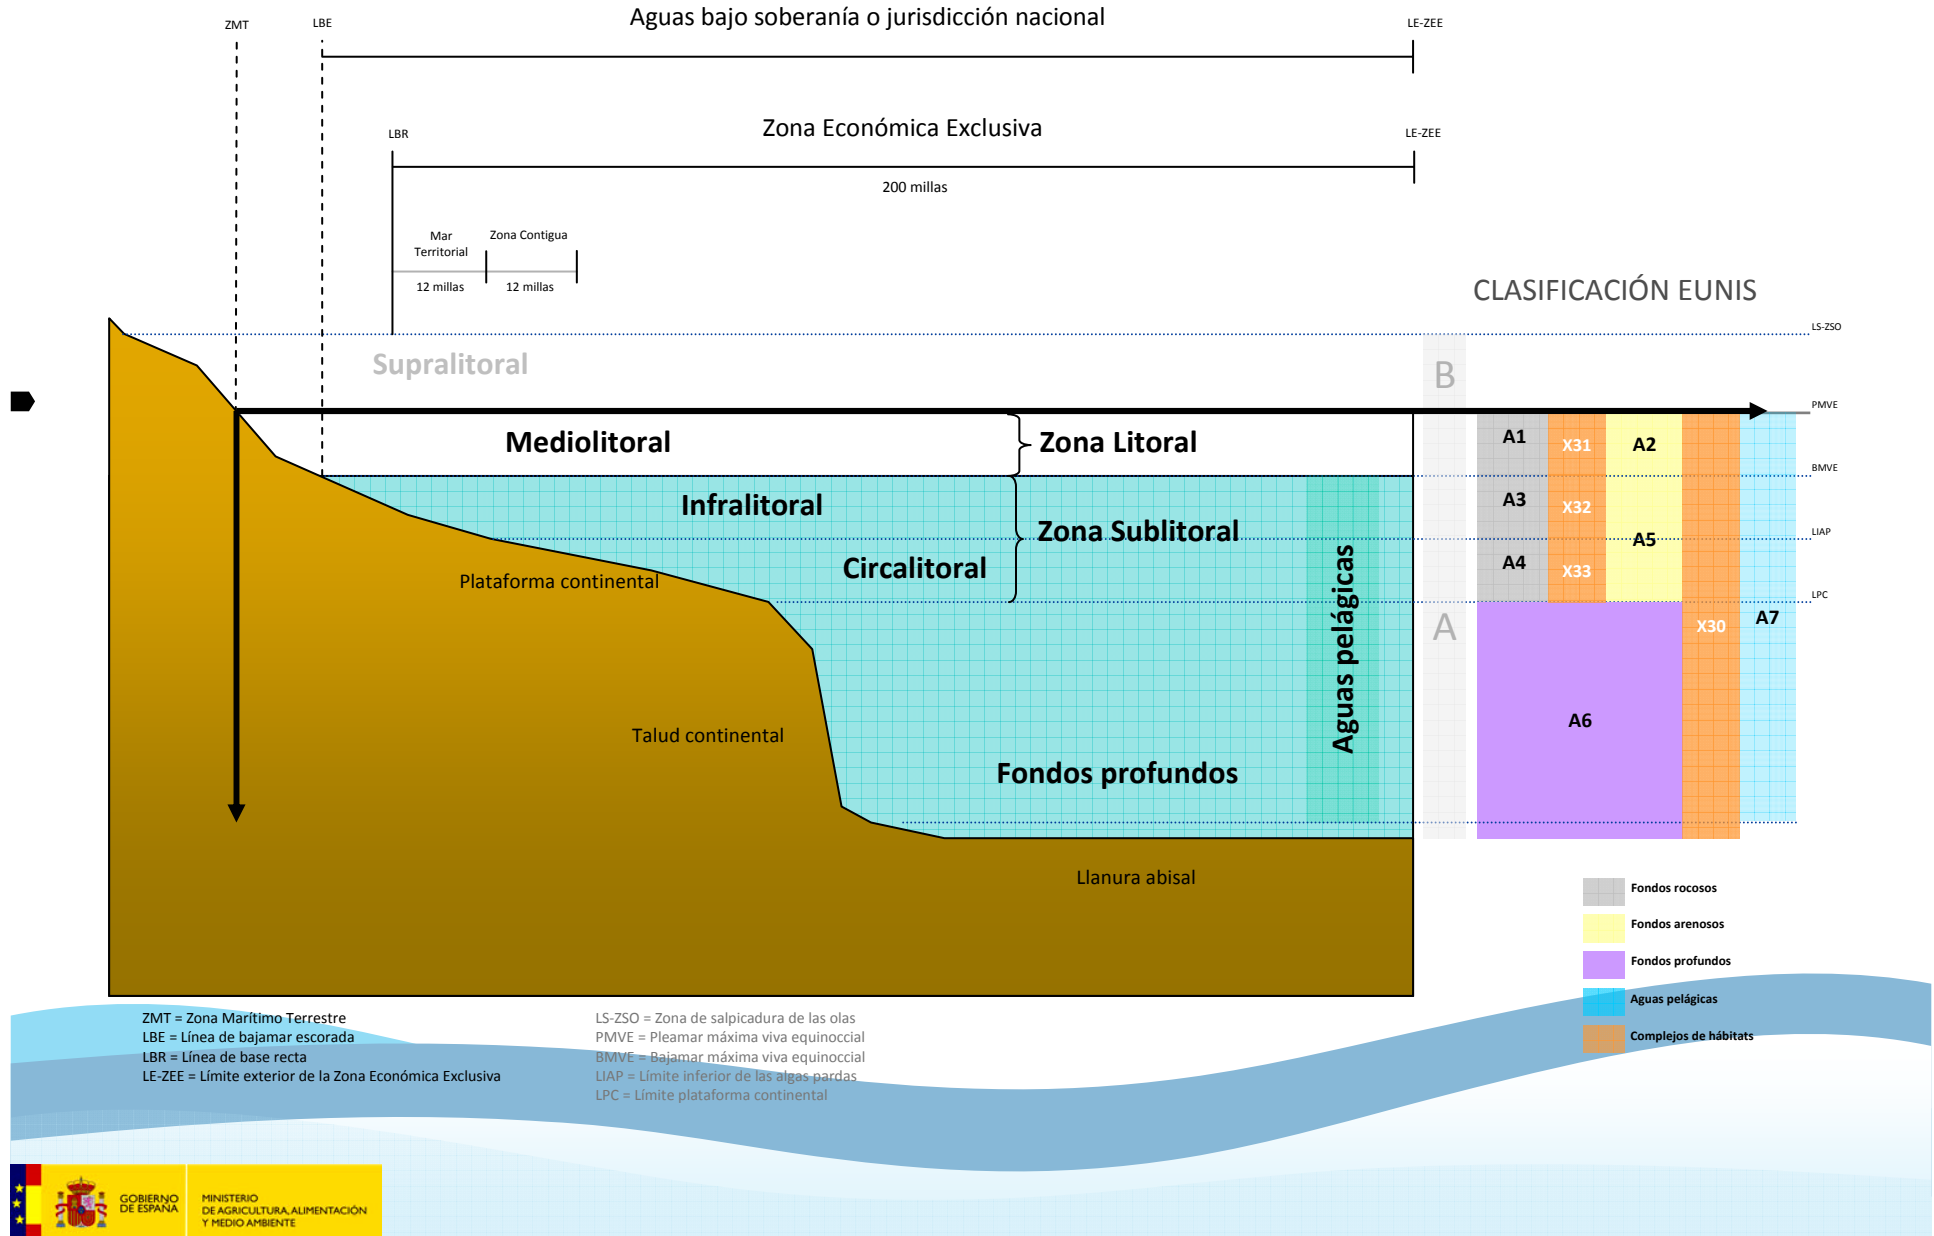 Aguas bajo soberanía o jurisdicción nacional
ZMT
LBE
LE-ZEE
LBR
Zona Económica Exclusiva
LE-ZEE
200 millas
Mar
Territorial
Zona Contigua
12 millas
12 millas
CLASIFICACIÓN EUNIS
LS-ZSO
Supralitoral
B
PMVE
Mediolitoral
Zona Litoral
A1
X31
A2
BMVE
Infralitoral
A3
X32
Zona Sublitoral
LIAP
A5
Circalitoral
A4
X33
Plataforma continental
LPC
Aguas pelágicas
A
X30
A7
A6
Talud continental
Fondos profundos
Llanura abisal
Fondos rocosos
Fondos arenosos
Fondos profundos
Aguas pelágicas
Complejos de hábitats
ZMT = Zona Marítimo Terrestre
LBE = Línea de bajamar escorada
LBR = Línea de base recta
LE-ZEE = Límite exterior de la Zona Económica Exclusiva
LS-ZSO = Zona de salpicadura de las olas
PMVE = Pleamar máxima viva equinoccial
BMVE = Bajamar máxima viva equinoccial
LIAP = Límite inferior de las algas pardas
LPC = Límite plataforma continental
GOBIERNO
DE ESPAÑA
MINISTERIO
DE AGRICULTURA, ALIMENTACIÓN
Y MEDIO AMBIENTE